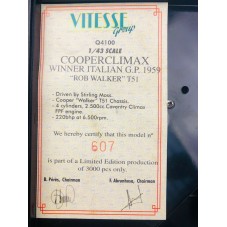 VITESSE
Group
Q4100
1/43 SCALE
COOPERCLIMAX
WINNER ITALIAN G.P. 1959
"ROB WALKER" T51
- Driven by Stirling Moss.
- Cooper "Walker" T51 Chassis.
- 4 cylinders, 2.500cc Coventry Climax
FPF engine.
- 220bhp at 6.500rpm.
We hereby certify that this model nº
607
is part of a Limited Edition production
of 3000 pcs only.
Chairman
Chairman